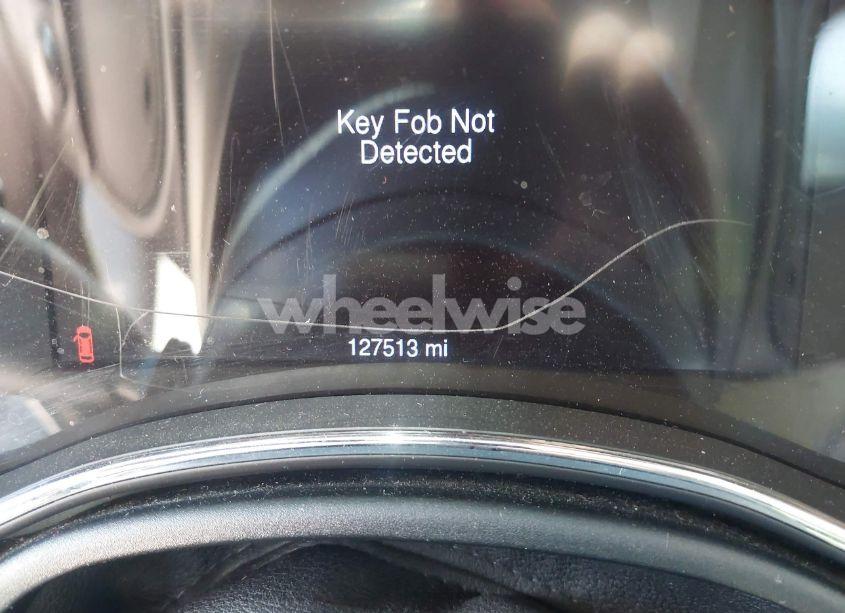 Key Fob Not
Detected
wheelwise
127513 mi